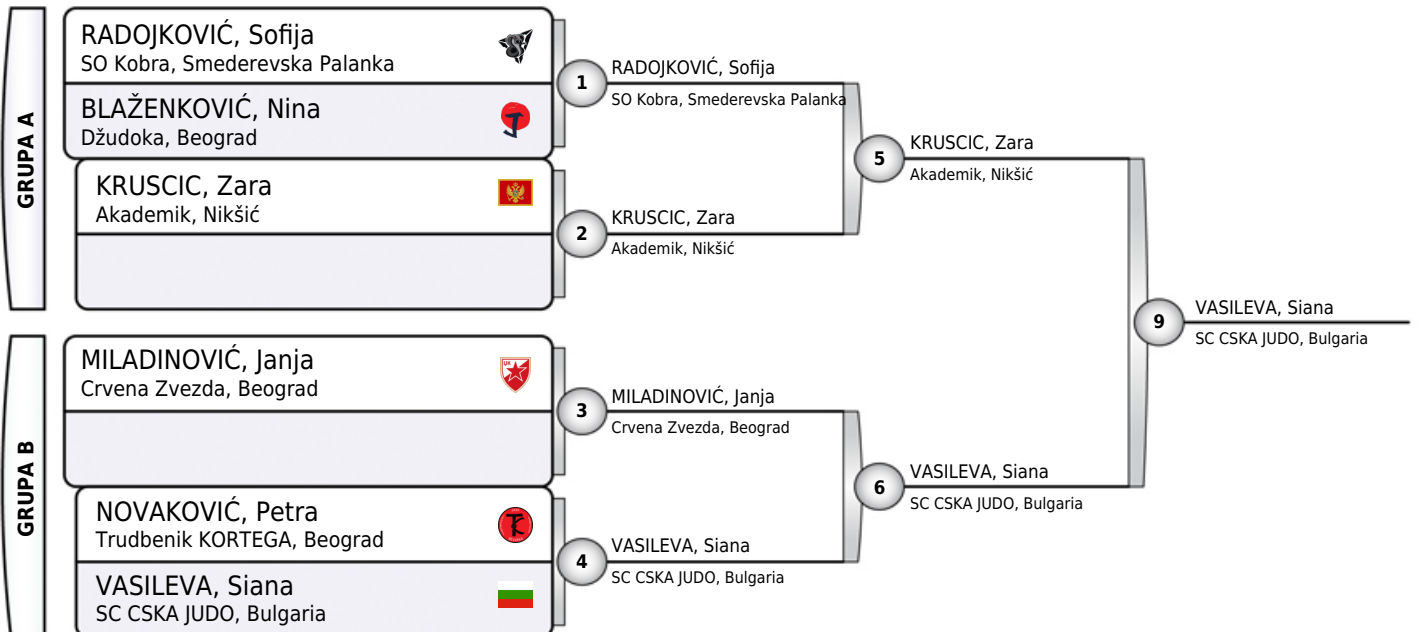 GRUPA A
RADOJKOVIĆ, Sofija
SO Kobra, Smederevska Palanka
BLAŽENKOVIĆ, Nina
Džudoka, Beograd
KRUSCIC, Zara
Akademik, Nikšić
1
RADOJKOVIĆ, Sofija
SO Kobra, Smederevska Palanka
2
KRUSCIC, Zara
Akademik, Nikšić
5
KRUSCIC, Zara
Akademik, Nikšić
GRUPA B
MILADINOVIĆ, Janja
Crvena Zvezda, Beograd
NOVAKOVIĆ, Petra
Trudbenik KORTEGA, Beograd
VASILEVA, Siana
SC CSKA JUDO, Bulgaria
3
MILADINOVIĆ, Janja
Crvena Zvezda, Beograd
4
VASILEVA, Siana
SC CSKA JUDO, Bulgaria
6
VASILEVA, Siana
SC CSKA JUDO, Bulgaria
9
VASILEVA, Siana
SC CSKA JUDO, Bulgaria